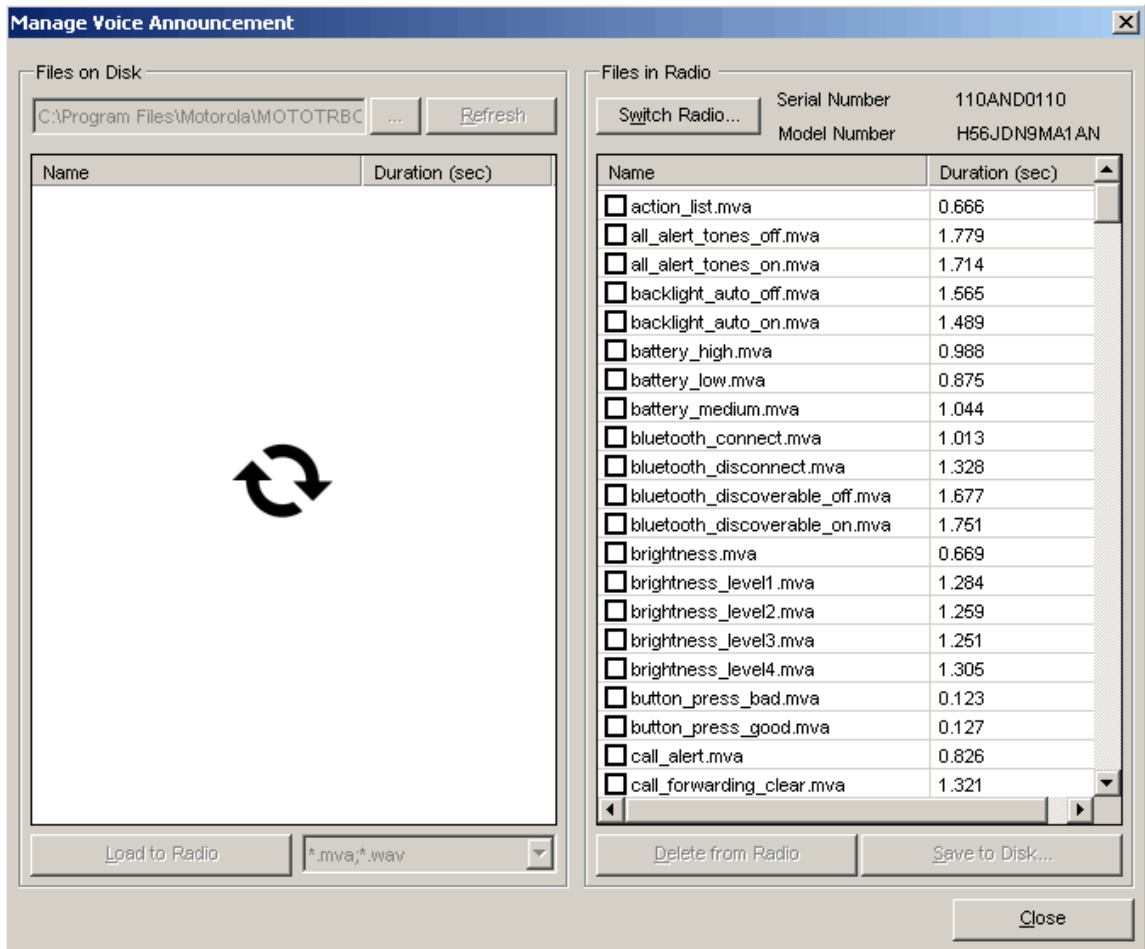 Manage Voice Announcement
Files on Disk
C:\Program Files\Motorola\MOTOTRBC
...
Refresh
Name Duration (sec)
Load to Radio
*.mva;*.wav
Files in Radio
Switch Radio...
Serial Number 110AND0110
Model Number H56JDN9MA1AN
Name Duration (sec)
action_list.mva 0.666
all_alert_tones_off.mva 1.779
all_alert_tones_on.mva 1.714
backlight_auto_off.mva 1.565
backlight_auto_on.mva 1.489
battery_high.mva 0.988
battery_low.mva 0.875
battery_medium.mva 1.044
bluetooth_connect.mva 1.013
bluetooth_disconnect.mva 1.328
bluetooth_discoverable_off.mva 1.677
bluetooth_discoverable_on.mva 1.751
brightness.mva 0.669
brightness_level1.mva 1.284
brightness_level2.mva 1.259
brightness_level3.mva 1.251
brightness_level4.mva 1.305
button_press_bad.mva 0.123
button_press_good.mva 0.127
call_alert.mva 0.826
call_forwarding_clear.mva 1.321
Delete from Radio
Save to Disk...
Close